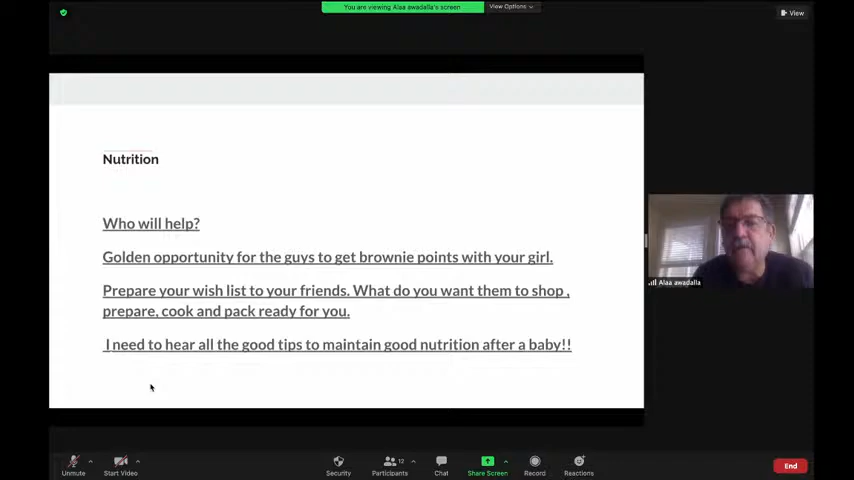 You are viewing Alaa awadalla's screen
View Options
View
Nutrition
Who will help?
Golden opportunity for the guys to get brownie points with your girl.
Prepare your wish list to your friends. What do you want them to shop ,
prepare, cook and pack ready for you.
I need to hear all the good tips to maintain good nutrition after a baby!!
Alaa awadalla
Unmute
Start Video
Security
Participants
12
Chat
Share Screen
Record
Reactions
End